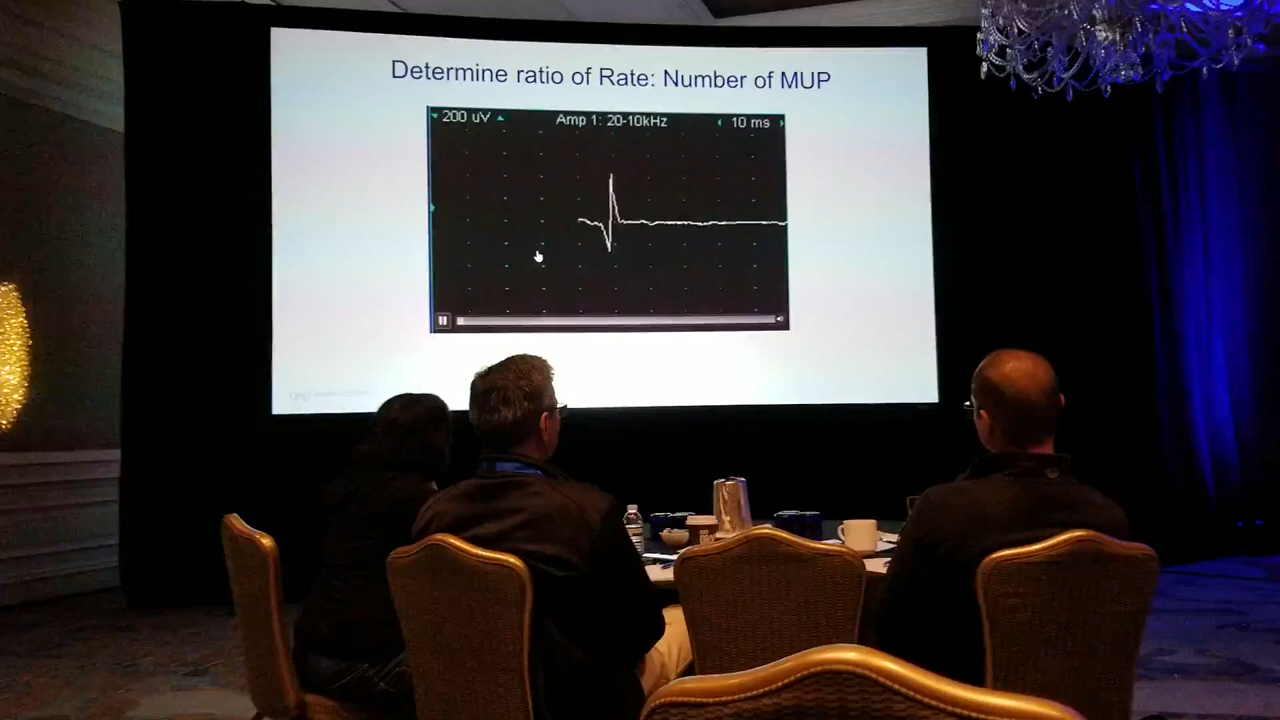 Determine ratio of Rate: Number of MUP
200 uV Amp 1: 20-10kHz 10 ms